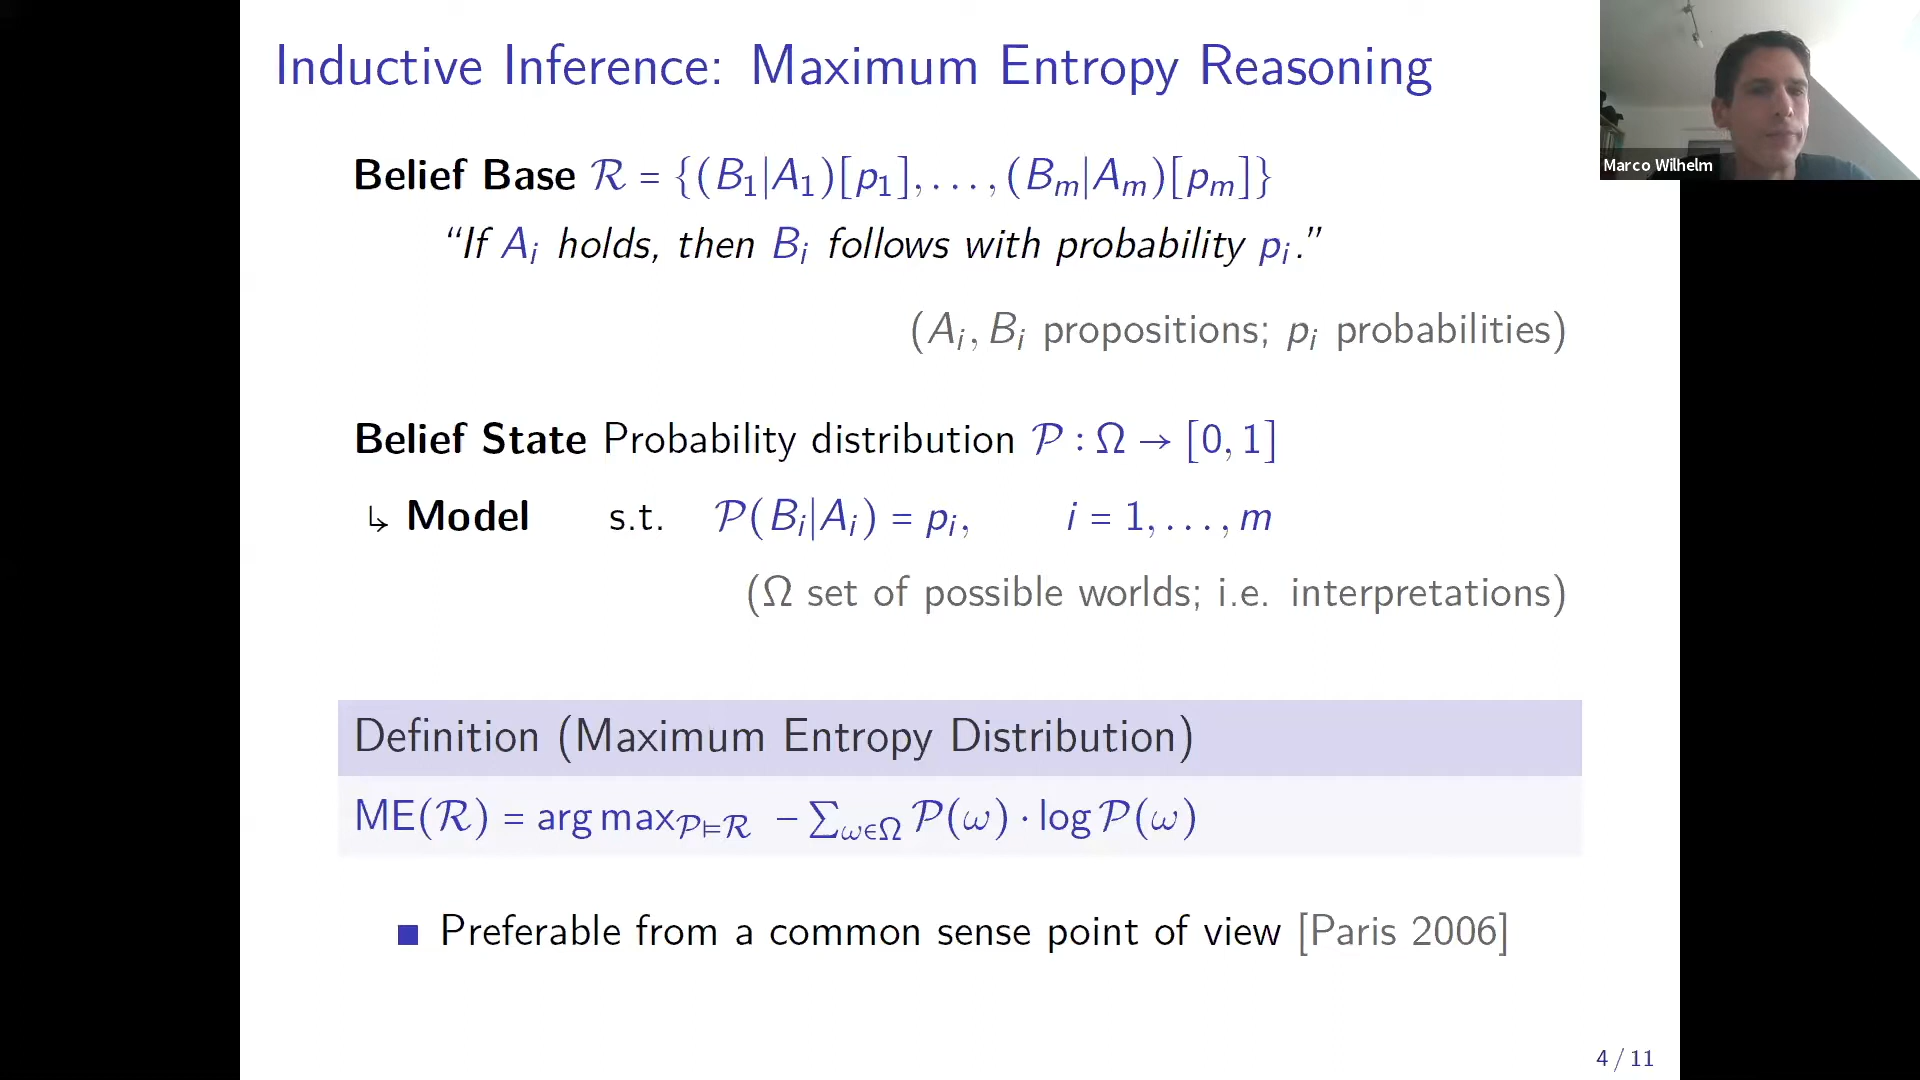 Inductive Inference: Maximum Entropy Reasoning
Marco Wilhelm
Belief Base ℛ = {(B₁|A₁)[p₁], . . . , (Bₘ|Aₘ)[pₘ]}
“If Aᵢ holds, then Bᵢ follows with probability pᵢ.”
(Aᵢ, Bᵢ propositions; pᵢ probabilities)
Belief State Probability distribution 𝒫 : Ω → [0, 1]
↳ Model s.t. 𝒫(Bᵢ|Aᵢ) = pᵢ, i = 1, . . . , m
(Ω set of possible worlds; i.e. interpretations)
Definition (Maximum Entropy Distribution)
ME(ℛ) = arg max_{𝒫⊨ℛ} − ∑_{ω∈Ω} 𝒫(ω) · log 𝒫(ω)
■ Preferable from a common sense point of view [Paris 2006]
4 / 11